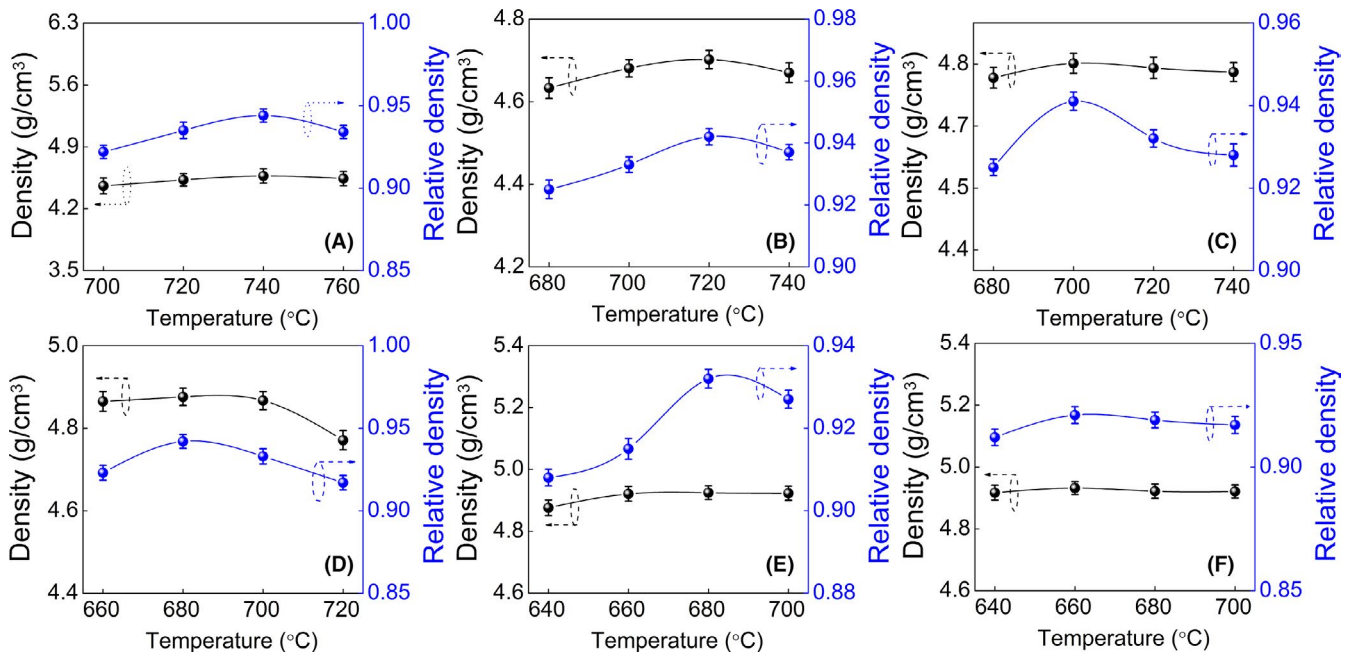 6.3
5.6
4.9
4.2
3.5
Density (g/cm³)
1.00
0.95
0.90
0.85
Relative density
(A)
700 720 740 760
Temperature (°C)
4.8
4.6
4.4
4.2
Density (g/cm³)
0.98
0.96
0.94
0.92
0.90
Relative density
(B)
680 700 720 740
Temperature (°C)
4.8
4.7
4.5
4.4
Density (g/cm³)
0.96
0.94
0.92
0.90
Relative density
(C)
680 700 720 740
Temperature (°C)
5.0
4.8
4.6
4.4
Density (g/cm³)
1.00
0.95
0.90
0.85
Relative density
(D)
660 680 700 720
Temperature (°C)
5.4
5.2
5.0
4.8
4.6
Density (g/cm³)
0.94
0.92
0.90
0.88
Relative density
(E)
640 660 680 700
Temperature (°C)
5.4
5.2
5.0
4.8
4.6
Density (g/cm³)
0.95
0.90
0.85
Relative density
(F)
640 660 680 700
Temperature (°C)